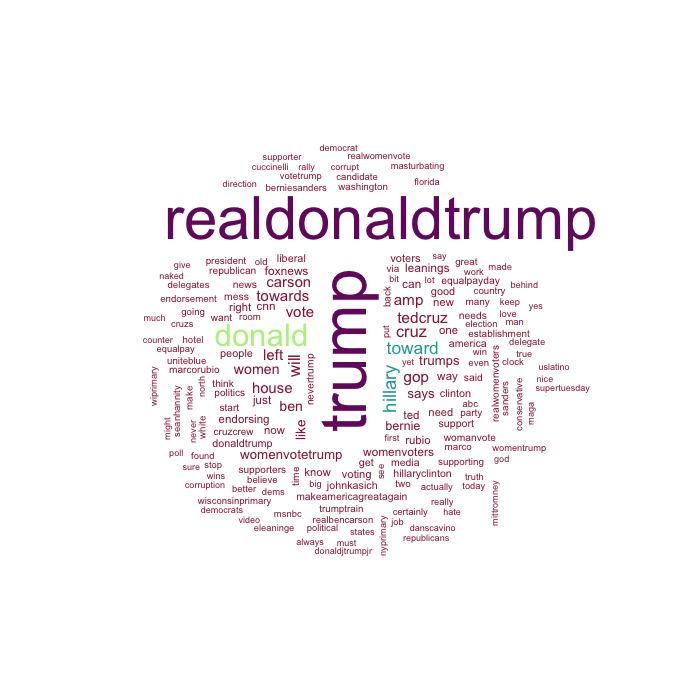 democrat
supporter realwomenvote
cuccinelli rally corrupt masturbating
votetrump candidate
direction berniesanders washington florida
realdonaldtrump
give president old liberal
voters say
naked republican foxnews
via leanings great
bit can lot equalpayday work made
delegates news carson
back
country behind
endorsement mess towards
amp good new many keep yes
much going right cnn vote
want room
put
tedcruz needs love
election man
cruzs
donald
trump
cruz one establishment
counter hotel
toward america delegate
equalpay people left will
yet trumps win true
uniteblue
even clock
marcorubio women
nevertrump
hillary
gop way said
uslatino
wiprimary
seanhannity
make
north
think house
realwomenvoters
sanders
conservative
nice
supertuesday
politics
says clinton
maga
start just ben
abc
might
never
white
endorsing
like
ted need party
cruzcrew now
bernie support
donaldtrump
first rubio womanvote
marco womentrump
poll found womenvotetrump
womenvoters god
sure stop supporters
time
know voting get
see
media supporting
wins believe
hillaryclinton truth
corruption better dems big johnkasich two actually today
mittromney
wisconsinprimary makeamericagreatagain really
democrats trumptrain certainly hate
video msnbc realbencarson job
eleaninge political states
nyprimary
danscavino
always must republicans
donaldjtrumpjr